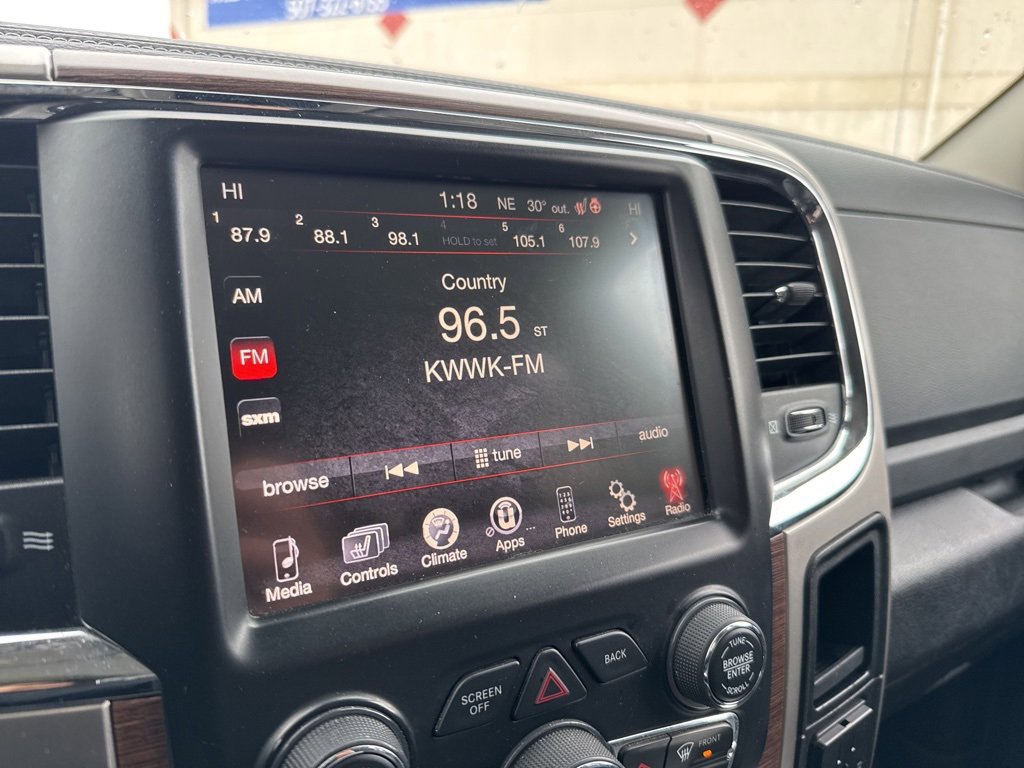 HI 1:18 NE 30° out. HI
1 87.9 2 88.1 3 98.1 4 HOLD to set 5 105.1 6 107.9
Country
AM
96.5 ST
FM
KWWK-FM
sxm
browse tune audio
Media Controls Climate Apps Phone Settings Radio
SCREEN
OFF
BACK
TUNE
BROWSE
ENTER
SCROLL
FRONT